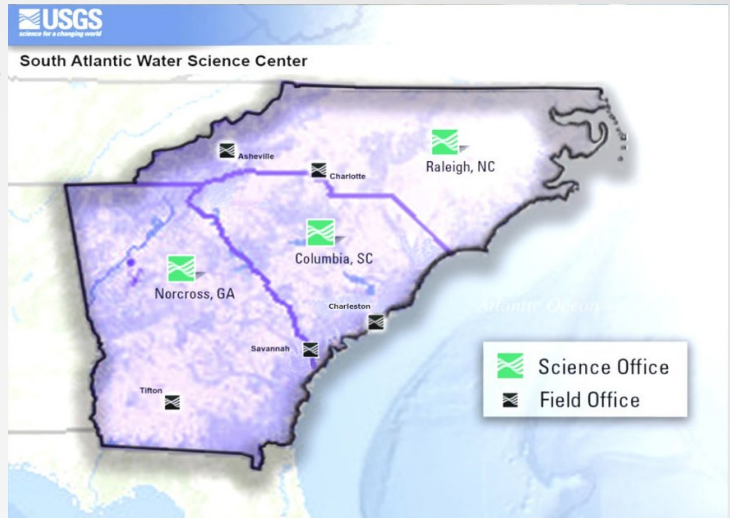 USGS
science for a changing world
South Atlantic Water Science Center
Asheville
Charlotte
Raleigh, NC
Columbia, SC
Norcross, GA
Charleston
Savannah
Tifton
Atlantic Ocean
Science Office
Field Office